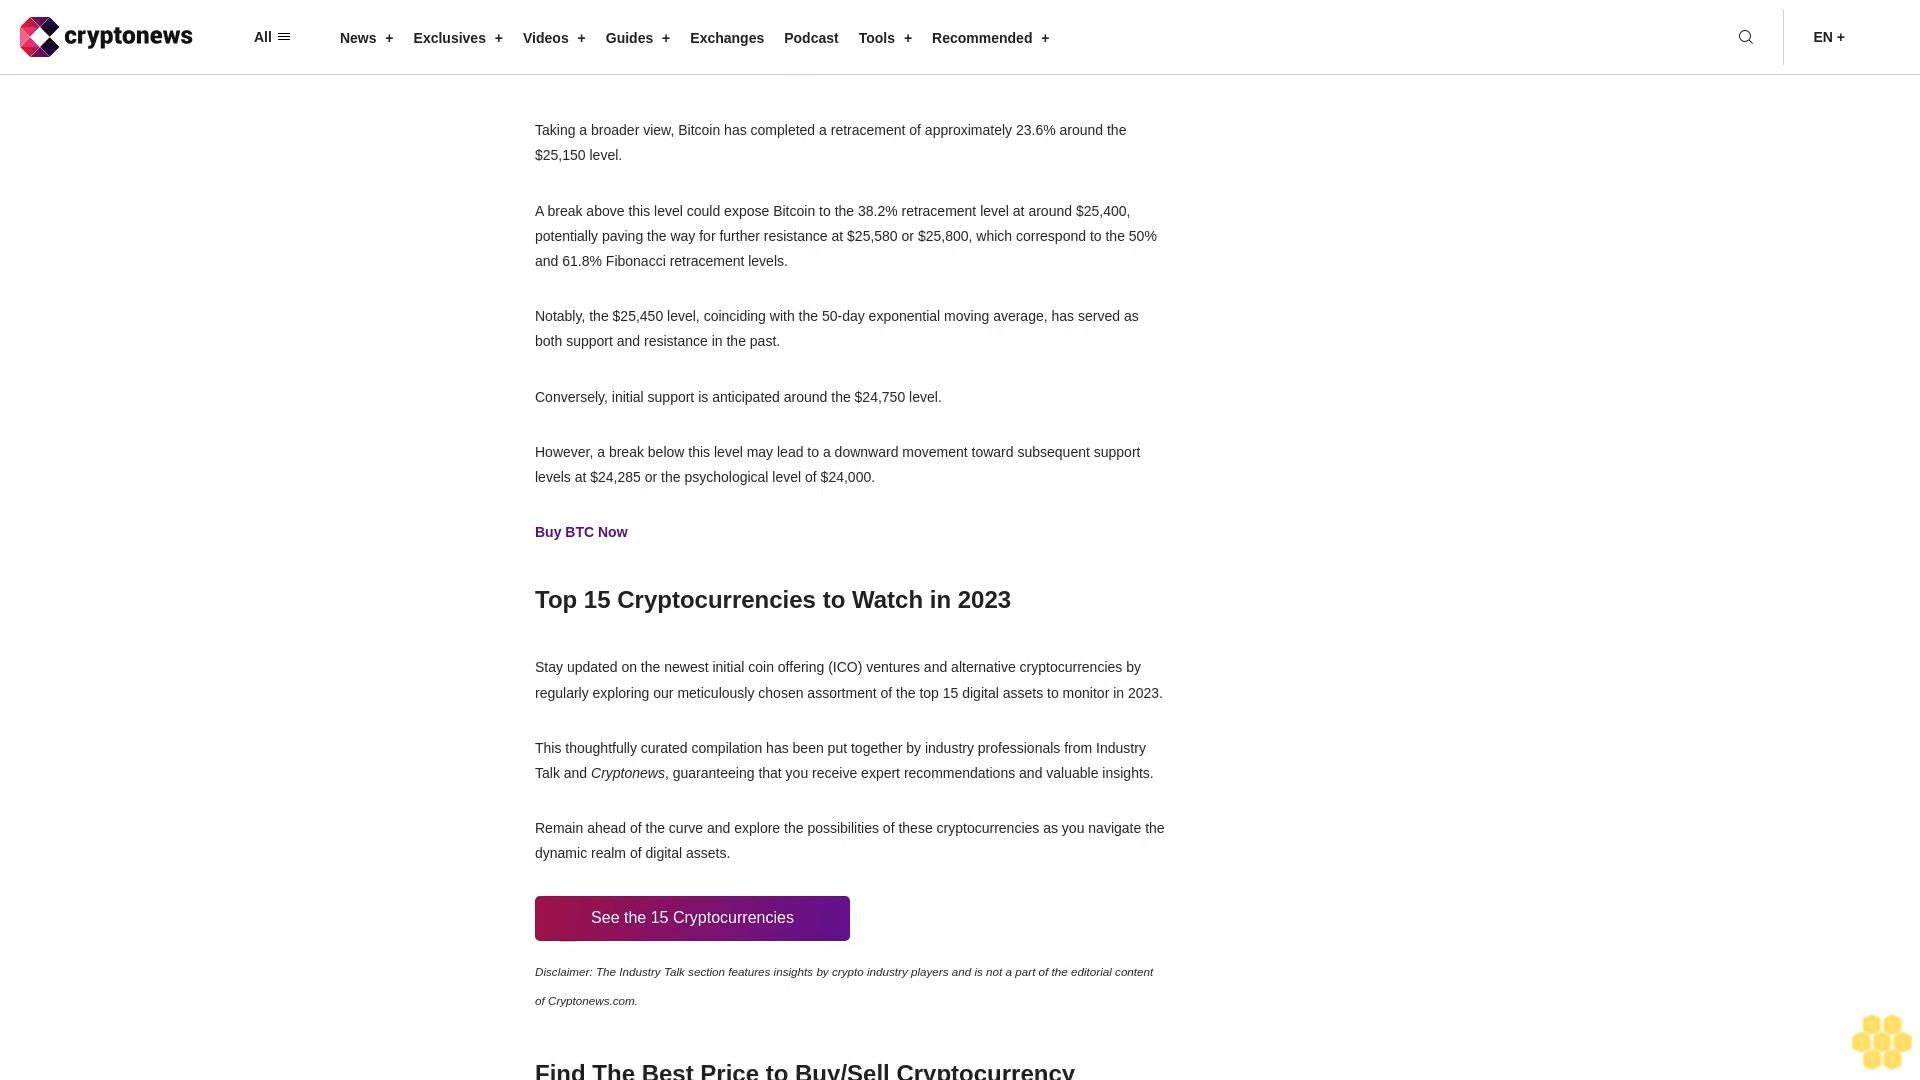 cryptonews
All
News +
Exclusives +
Videos +
Guides +
Exchanges
Podcast
Tools +
Recommended +
EN +
Taking a broader view, Bitcoin has completed a retracement of approximately 23.6% around the
$25,150 level.
A break above this level could expose Bitcoin to the 38.2% retracement level at around $25,400,
potentially paving the way for further resistance at $25,580 or $25,800, which correspond to the 50%
and 61.8% Fibonacci retracement levels.
Notably, the $25,450 level, coinciding with the 50-day exponential moving average, has served as
both support and resistance in the past.
Conversely, initial support is anticipated around the $24,750 level.
However, a break below this level may lead to a downward movement toward subsequent support
levels at $24,285 or the psychological level of $24,000.
Buy BTC Now
Top 15 Cryptocurrencies to Watch in 2023
Stay updated on the newest initial coin offering (ICO) ventures and alternative cryptocurrencies by
regularly exploring our meticulously chosen assortment of the top 15 digital assets to monitor in 2023.
This thoughtfully curated compilation has been put together by industry professionals from Industry
Talk and Cryptonews, guaranteeing that you receive expert recommendations and valuable insights.
Remain ahead of the curve and explore the possibilities of these cryptocurrencies as you navigate the
dynamic realm of digital assets.
See the 15 Cryptocurrencies
Disclaimer: The Industry Talk section features insights by crypto industry players and is not a part of the editorial content
of Cryptonews.com.
Find The Best Price to Buy/Sell Cryptocurrency